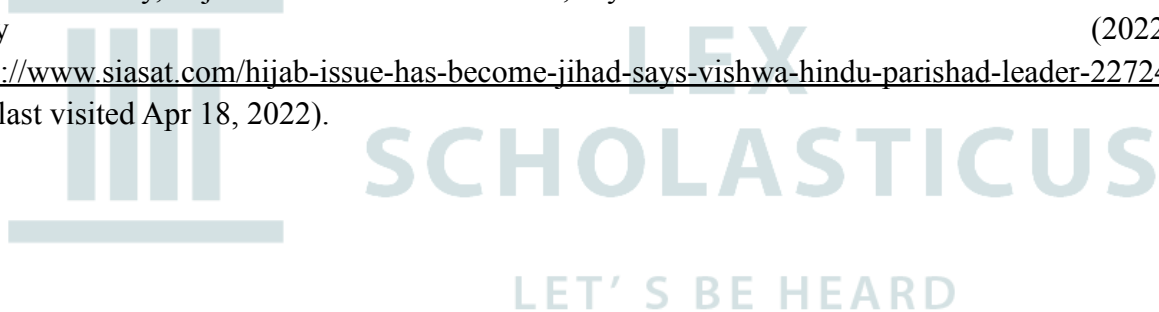 y (2022
://www.siasat.com/hijab-issue-has-become-jihad-says-vishwa-hindu-parishad-leader-22724
last visited Apr 18, 2022).
LEX
SCHOLASTICUS
LET' S BE HEARD